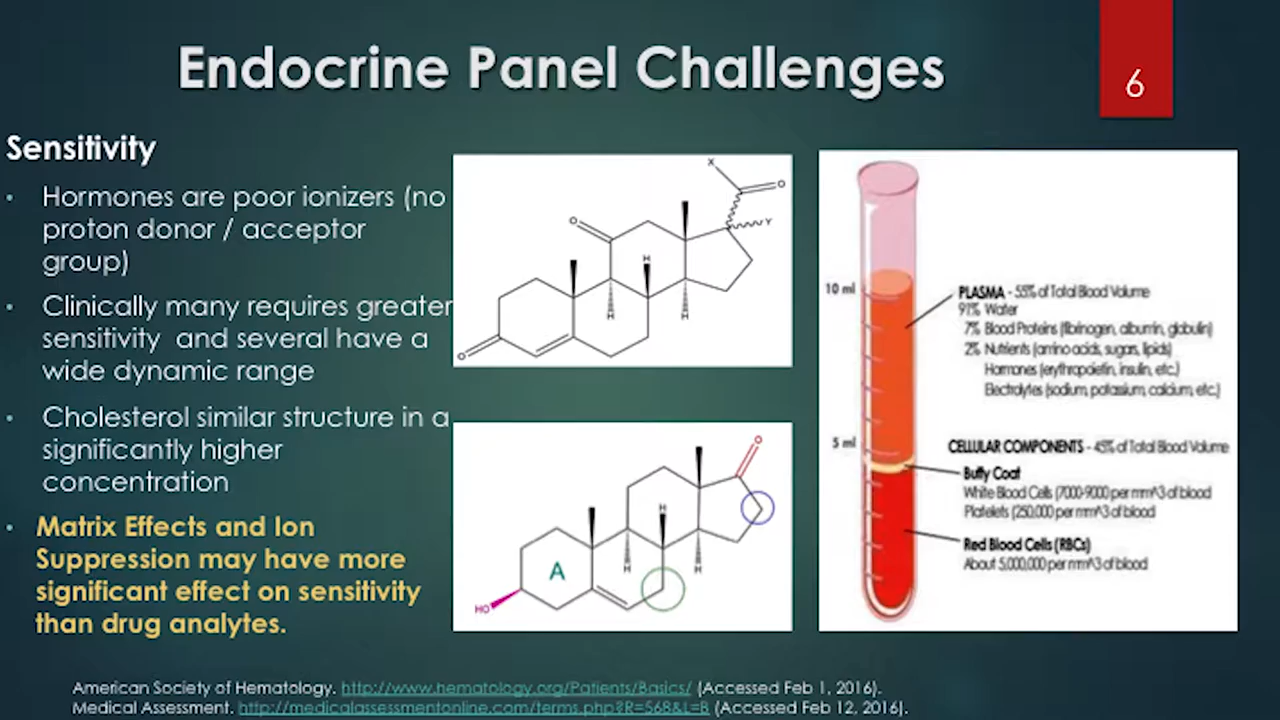 Endocrine Panel Challenges
6
Sensitivity
• Hormones are poor ionizers (no
proton donor / acceptor
group)
• Clinically many requires greater
sensitivity and several have a
wide dynamic range
• Cholesterol similar structure in a
significantly higher
concentration
• Matrix Effects and Ion
Suppression may have more
significant effect on sensitivity
than drug analytes.
X
O
Y
O
H
H
H
O
O
H
H
H
A
HO
10 ml
PLASMA - 55% of Total Blood Volume
91% Water
7% Blood Proteins (fibrinogen, albumin, globulin)
2% Nutrients (amino acids, sugars, lipids)
Hormones (erythropoietin, insulin, etc.)
Electrolytes (sodium, potassium, calcium, etc.)
5 ml
CELLULAR COMPONENTS - 45% of Total Blood Volume
Buffy Coat
White Blood Cells (7000-9000 per mm^3 of blood
Platelets (250,000 per mm^3 of blood
Red Blood Cells (RBCs)
About 5,000,000 per mm^3 of blood
American Society of Hematology. http://www.hematology.org/Patients/Basics/ (Accessed Feb 1, 2016).
Medical Assessment. http://medicalassessmentonline.com/terms.php?R=568&L=B (Accessed Feb 12, 2016).